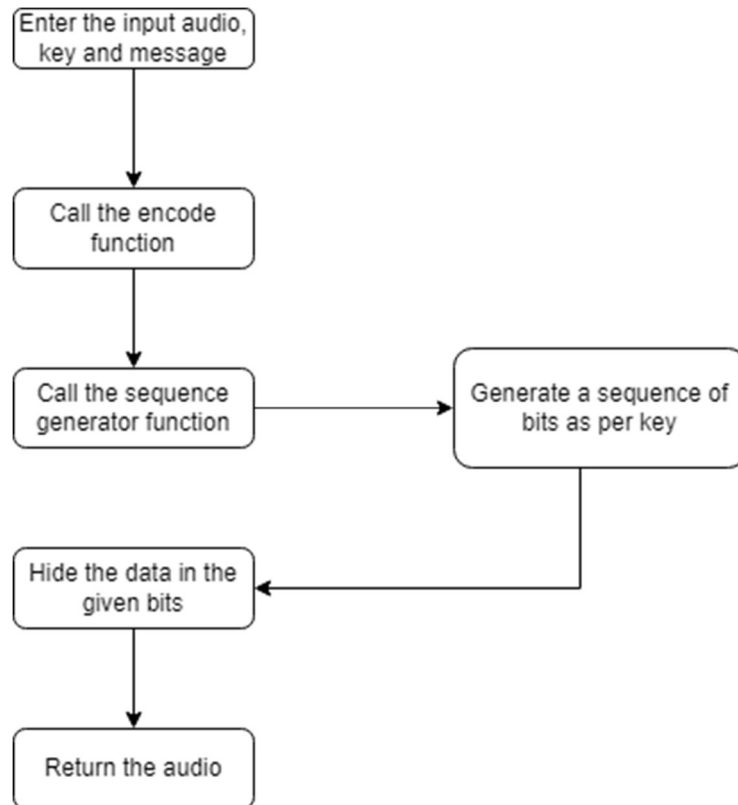 Enter the input audio,
key and message
Call the encode
function
Call the sequence
generator function
Generate a sequence of
bits as per key
Hide the data in the
given bits
Return the audio